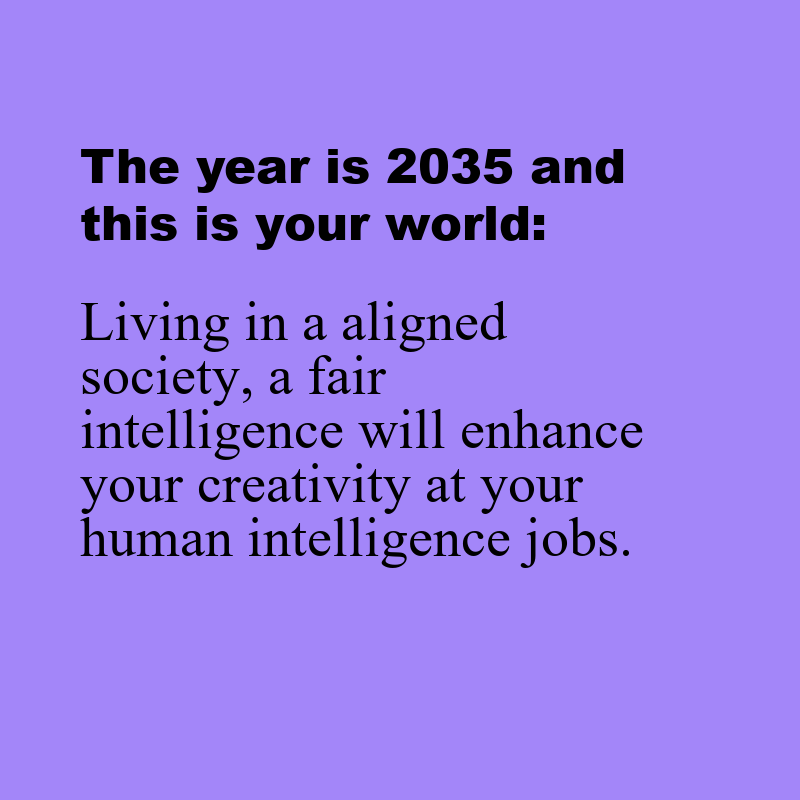 The year is 2035 and
this is your world:
Living in a aligned
society, a fair
intelligence will enhance
your creativity at your
human intelligence jobs.